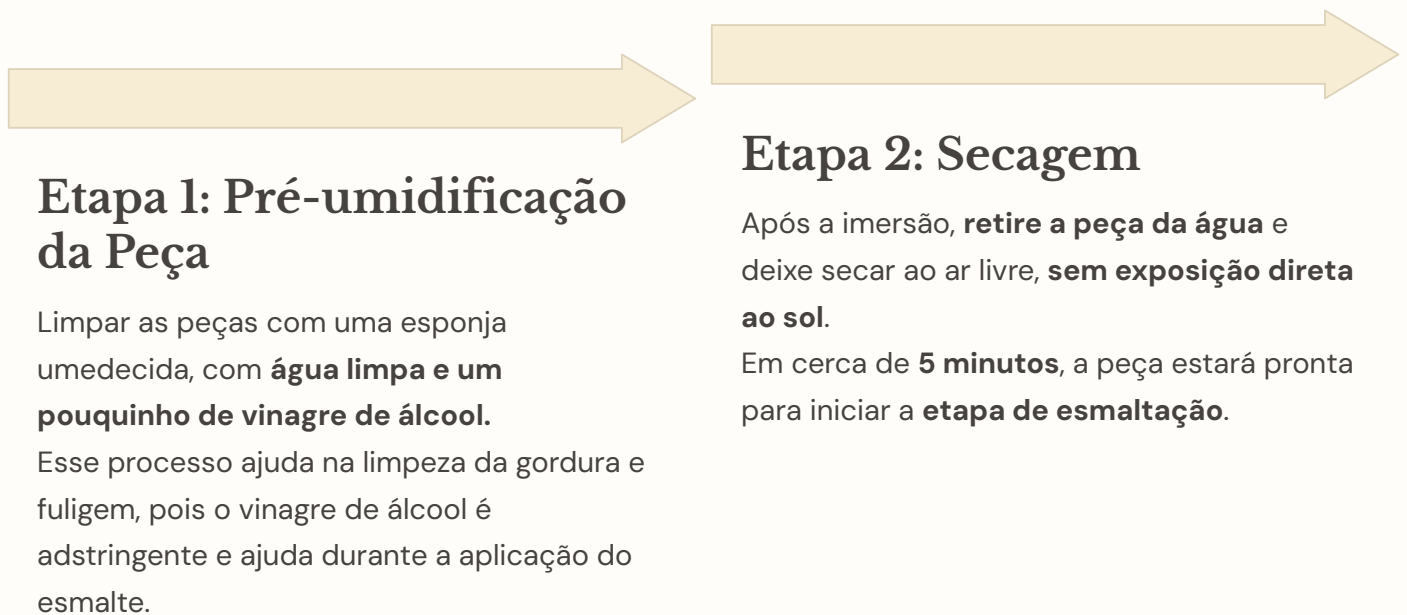 Etapa 1: Pré-umidificação
da Peça
Limpar as peças com uma esponja
umedecida, com água limpa e um
pouquinho de vinagre de álcool.
Esse processo ajuda na limpeza da gordura e
fuligem, pois o vinagre de álcool é
adstringente e ajuda durante a aplicação do
esmalte.
Etapa 2: Secagem
Após a imersão, retire a peça da água e
deixe secar ao ar livre, sem exposição direta
ao sol.
Em cerca de 5 minutos, a peça estará pronta
para iniciar a etapa de esmaltação.